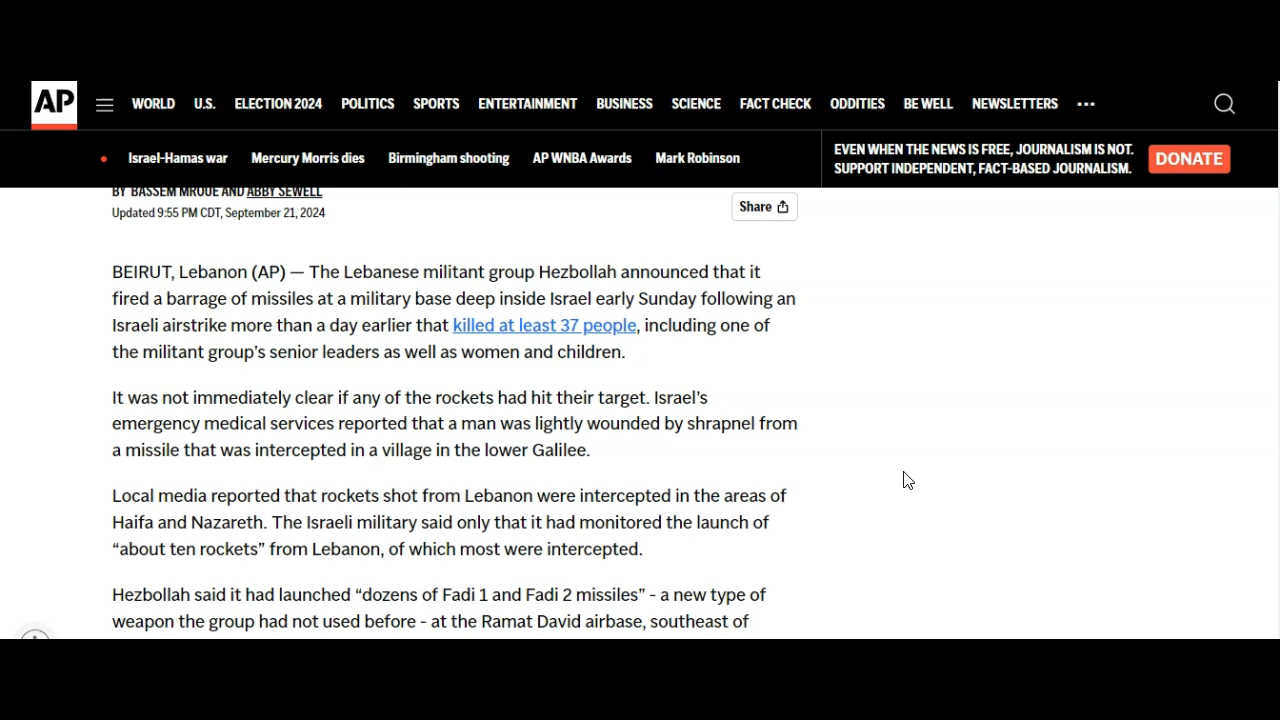 AP
WORLD U.S. ELECTION 2024 POLITICS SPORTS ENTERTAINMENT BUSINESS SCIENCE FACT CHECK ODDITIES BE WELL NEWSLETTERS
Israel-Hamas war Mercury Morris dies Birmingham shooting AP WNBA Awards Mark Robinson
EVEN WHEN THE NEWS IS FREE, JOURNALISM IS NOT.
SUPPORT INDEPENDENT, FACT-BASED JOURNALISM.
DONATE
BY BASSEM MROUE AND ABBY SEWELL
Updated 9:55 PM CDT, September 21, 2024
Share
BEIRUT, Lebanon (AP) — The Lebanese militant group Hezbollah announced that it
fired a barrage of missiles at a military base deep inside Israel early Sunday following an
Israeli airstrike more than a day earlier that killed at least 37 people, including one of
the militant group’s senior leaders as well as women and children.
It was not immediately clear if any of the rockets had hit their target. Israel’s
emergency medical services reported that a man was lightly wounded by shrapnel from
a missile that was intercepted in a village in the lower Galilee.
Local media reported that rockets shot from Lebanon were intercepted in the areas of
Haifa and Nazareth. The Israeli military said only that it had monitored the launch of
“about ten rockets” from Lebanon, of which most were intercepted.
Hezbollah said it had launched “dozens of Fadi 1 and Fadi 2 missiles” - a new type of
weapon the group had not used before - at the Ramat David airbase, southeast of